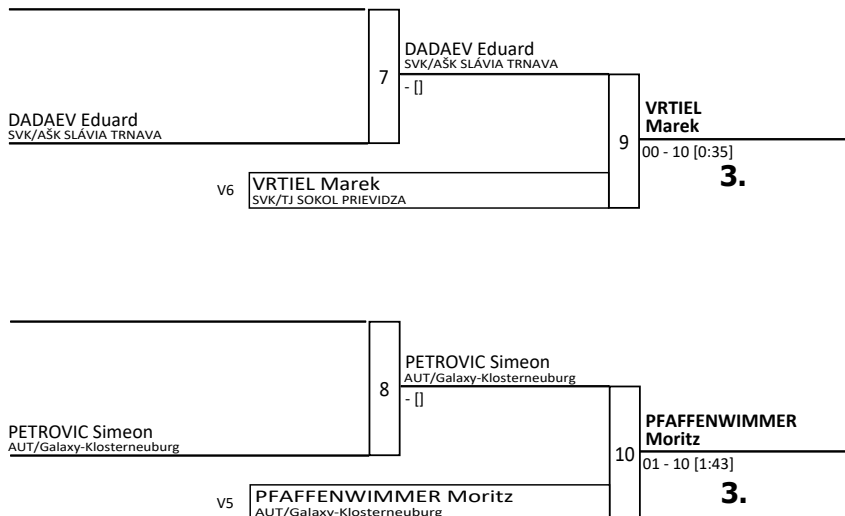 DADAEV Eduard
SVK/AŠK SLÁVIA TRNAVA
7
- []
DADAEV Eduard
SVK/AŠK SLÁVIA TRNAVA
VRTIEL
Marek
9
00 - 10 [0:35]
3.
V6
VRTIEL Marek
SVK/TJ SOKOL PRIEVIDZA
PETROVIC Simeon
AUT/Galaxy-Klosterneuburg
8
- []
PETROVIC Simeon
AUT/Galaxy-Klosterneuburg
PFAFFENWIMMER
Moritz
10
01 - 10 [1:43]
3.
V5
PFAFFENWIMMER Moritz
AUT/Galaxy-Klosterneuburg